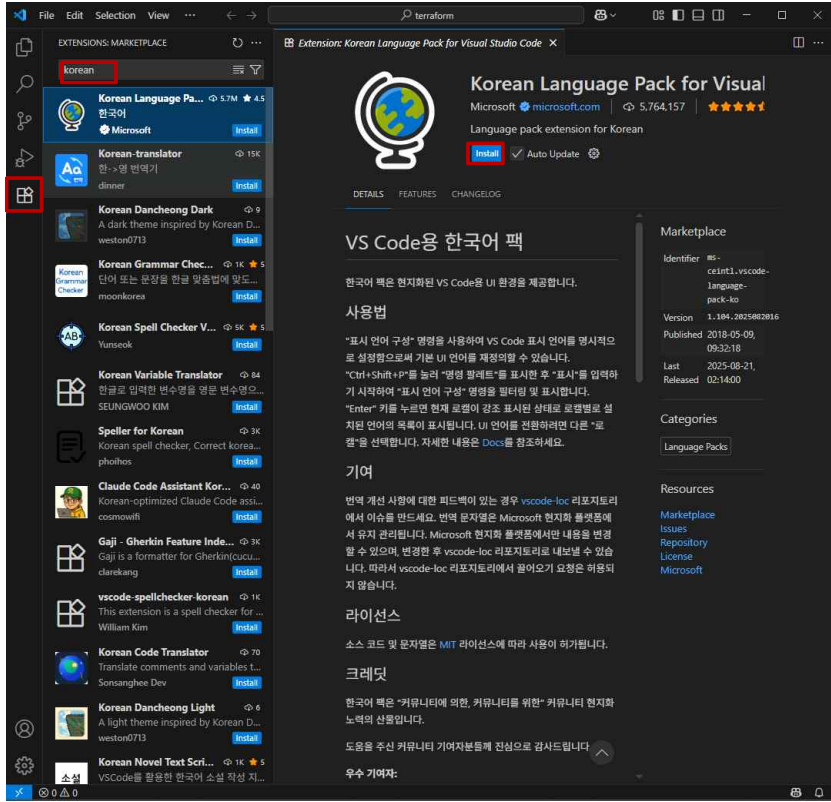 File Edit Selection View ··· terraform
EXTENSIONS: MARKETPLACE
korean
Korean Language Pa... 5.7M ★ 4.5
한국어
Microsoft Install
Korean-translator 15K
한->영 번역기
dinner Install
Korean Dancheong Dark 9
A dark theme inspired by Korean D...
weston0713 Install
Korean Grammar Chec... 1K ★ 5
단어 또는 문장을 한글 맞춤법에 맞도...
moonkorea Install
Korean Grammar Checker
Korean Spell Checker V... 5K ★ 5
Yunseok Install
Korean Variable Translator 84
한글로 입력한 변수명을 영문 변수명으...
SEUNGWOO KIM Install
Speller for Korean 3K
Korean spell checker, Correct korea...
phoihos Install
Claude Code Assistant Kor... 40
Korean-optimized Claude Code assi...
cosmowifi Install
Gaji - Gherkin Feature Inde... 3K
Gaji is a formatter for Gherkin(cucu...
clarekang Install
vscode-spellchecker-korean 1K
This extension is a spell checker for ...
William Kim Install
Korean Code Translator 70
Translate comments and variables t...
Sonsanghee Dev Install
Korean Dancheong Light 6
A light theme inspired by Korean D...
weston0713 Install
Korean Novel Text Scri... 1K ★ 5
VSCode를 활용한 한국어 소설 작성 지...
소설
0 0
Extension: Korean Language Pack for Visual Studio Code ×
Korean Language Pack for Visual
Microsoft microsoft.com 5,764,157
Language pack extension for Korean
Install Auto Update
DETAILS FEATURES CHANGELOG
VS Code용 한국어 팩
한국어 팩은 현지화된 VS Code용 UI 환경을 제공합니다.
사용법
"표시 언어 구성" 명령을 사용하여 VS Code 표시 언어를 명시적으
로 설정함으로써 기본 UI 언어를 재정의할 수 있습니다.
"Ctrl+Shift+P"를 눌러 "명령 팔레트"를 표시한 후 "표시"를 입력하
기 시작하여 "표시 언어 구성" 명령을 필터링 및 표시합니다.
"Enter" 키를 누르면 현재 로캘이 강조 표시된 상태로 로캘별로 설
치된 언어의 목록이 표시됩니다. UI 언어를 전환하려면 다른 "로
캘"을 선택합니다. 자세한 내용은 Docs를 참조하세요.
기여
번역 개선 사항에 대한 피드백이 있는 경우 vscode-loc 리포지토리
에서 이슈를 만드세요. 번역 문자열은 Microsoft 현지화 플랫폼에
서 유지 관리됩니다. Microsoft 현지화 플랫폼에서만 내용을 변경
할 수 있으며, 변경한 후 vscode-loc 리포지토리로 내보낼 수 있습
니다. 따라서 vscode-loc 리포지토리에서 끌어오기 요청은 허용되
지 않습니다.
라이선스
소스 코드 및 문자열은 MIT 라이선스에 따라 사용이 허가됩니다.
크레딧
한국어 팩은 "커뮤니티에 의한, 커뮤니티를 위한" 커뮤니티 현지화
노력의 산물입니다.
도움을 주신 커뮤니티 기여자분들께 진심으로 감사드립니다
우수 기여자:
Marketplace
Identifier ms-
ceintl.vscode-
language-
pack-ko
Version 1.104.2025082016
Published 2018-05-09,
09:32:18
Last 2025-08-21,
Released 02:14:00
Categories
Language Packs
Resources
Marketplace
Issues
Repository
License
Microsoft